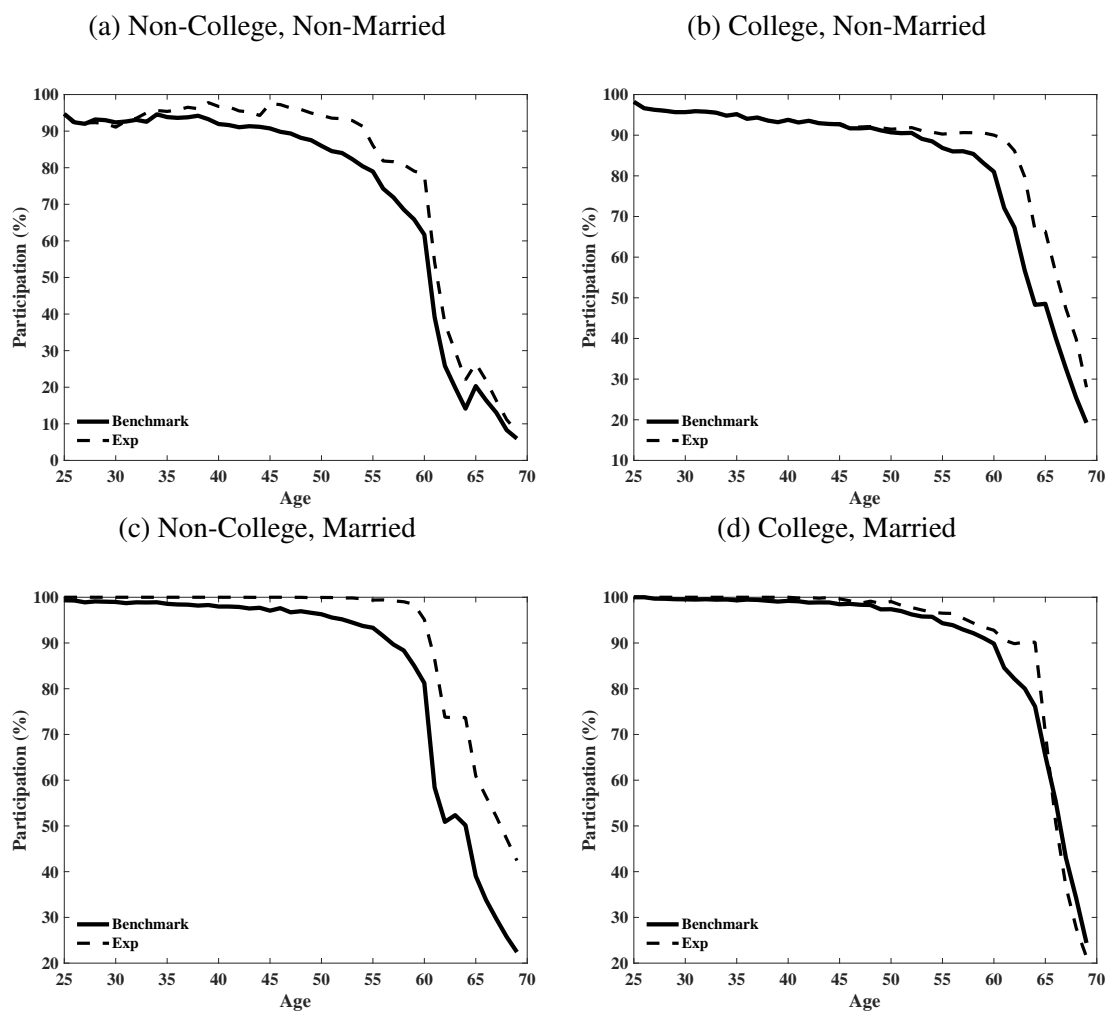 (a) Non-College, Non-Married
(b) College, Non-Married
100
90
80
70
60
50
40
30
20
10
0
Participation (%)
Benchmark
Exp
25 30 35 40 45 50 55 60 65 70
Age
100
90
80
70
60
50
40
30
20
10
Participation (%)
Benchmark
Exp
25 30 35 40 45 50 55 60 65 70
Age
(c) Non-College, Married
(d) College, Married
100
90
80
70
60
50
40
30
20
Participation (%)
Benchmark
Exp
25 30 35 40 45 50 55 60 65 70
Age
100
90
80
70
60
50
40
30
20
Participation (%)
Benchmark
Exp
25 30 35 40 45 50 55 60 65 70
Age